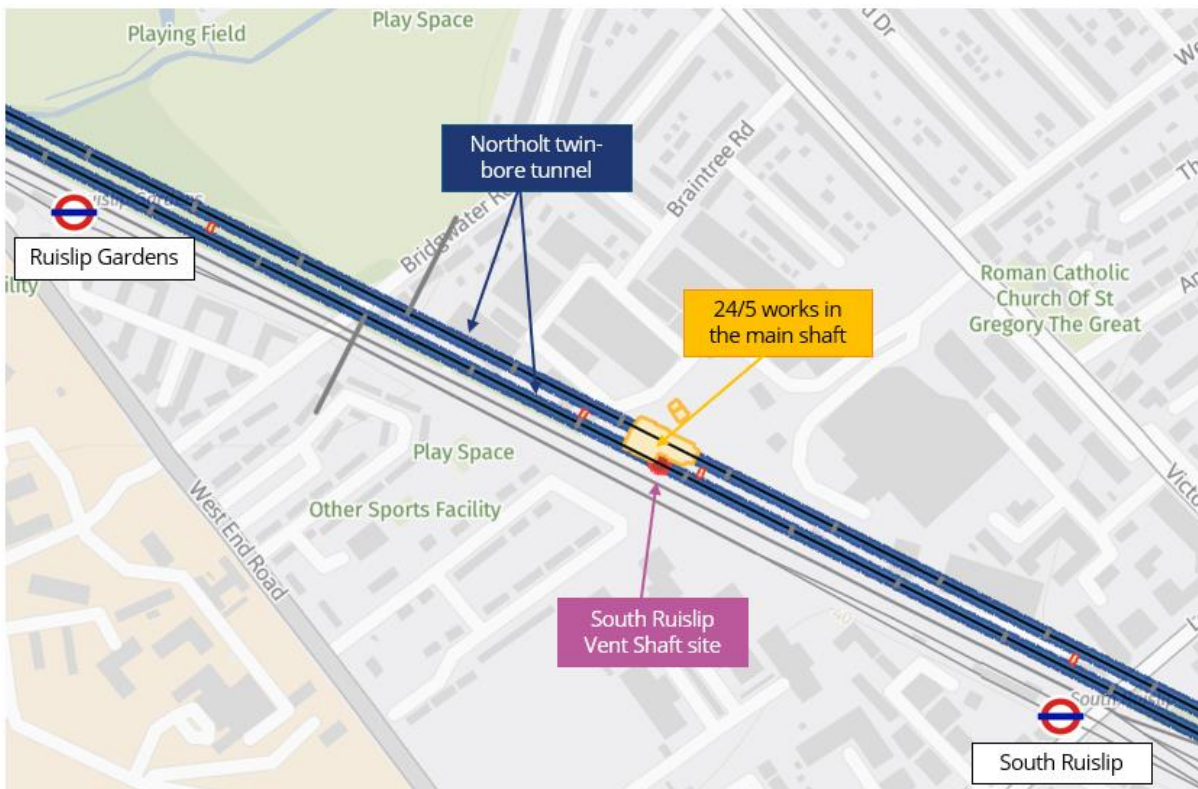 Playing Field
Play Space
Northolt twin-
bore tunnel
Braintree Rd
Bridgwater Rd
Ruislip Gardens
24/5 works in
the main shaft
Roman Catholic
Church Of St
Gregory The Great
Play Space
Other Sports Facility
West End Road
South Ruislip
Vent Shaft site
40
South Ruislip